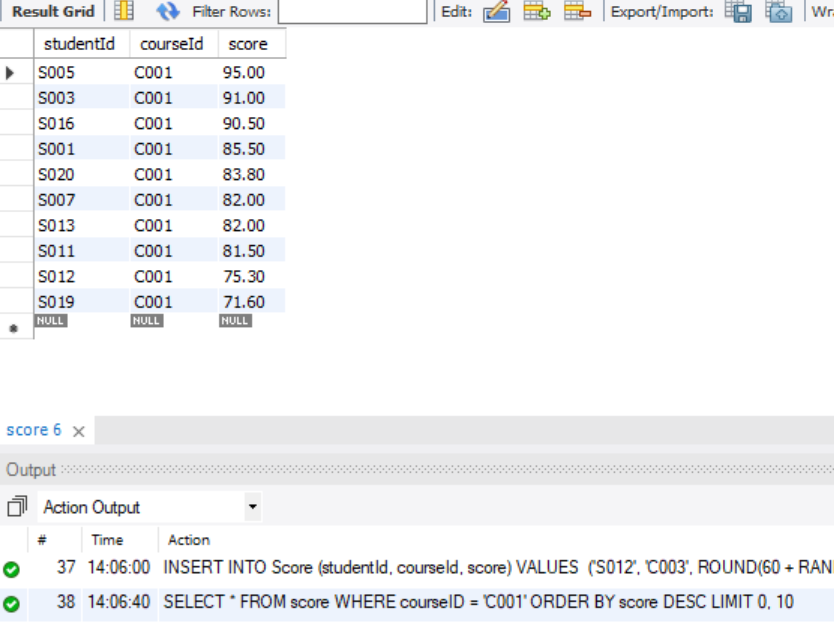 Result Grid Filter Rows: Edit: Export/Import:
studentId courseId score
S005 C001 95.00
S003 C001 91.00
S016 C001 90.50
S001 C001 85.50
S020 C001 83.80
S007 C001 82.00
S013 C001 82.00
S011 C001 81.50
S012 C001 75.30
S019 C001 71.60
NULL NULL NULL
score 6
Output
Action Output
# Time Action
37 14:06:00 INSERT INTO Score (studentId, courseId, score) VALUES ('S012', 'C003', ROUND(60 + RAN
38 14:06:40 SELECT * FROM score WHERE courseID = 'C001' ORDER BY score DESC LIMIT 0, 10